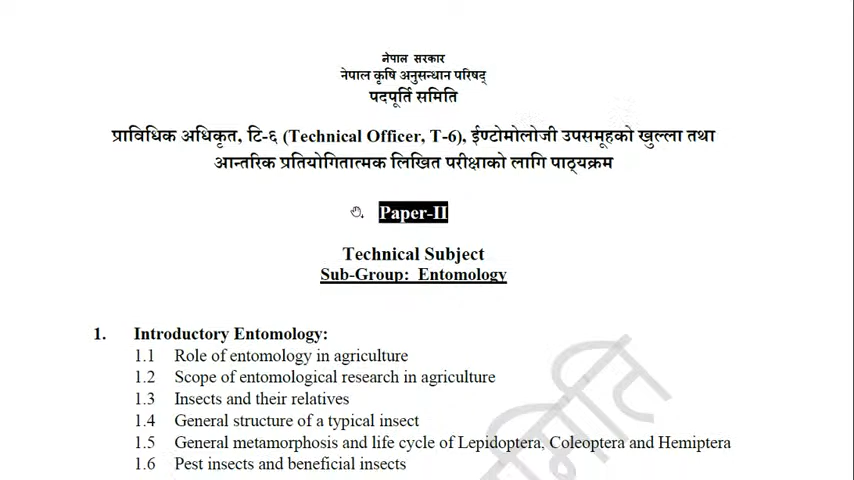 नेपाल सरकार
नेपाल कृषि अनुसन्धान परिषद्
पदपूर्ति समिति
प्राविधिक अधिकृत, टि-६ (Technical Officer, T-6), ईण्टोमोलोजी उपसमूहको खुल्ला तथा
आन्तरिक प्रतियोगितात्मक लिखित परीक्षाको लागि पाठ्यक्रम
Paper-II
Technical Subject
Sub-Group: Entomology
1. Introductory Entomology:
1.1 Role of entomology in agriculture
1.2 Scope of entomological research in agriculture
1.3 Insects and their relatives
1.4 General structure of a typical insect
1.5 General metamorphosis and life cycle of Lepidoptera, Coleoptera and Hemiptera
1.6 Pest insects and beneficial insects